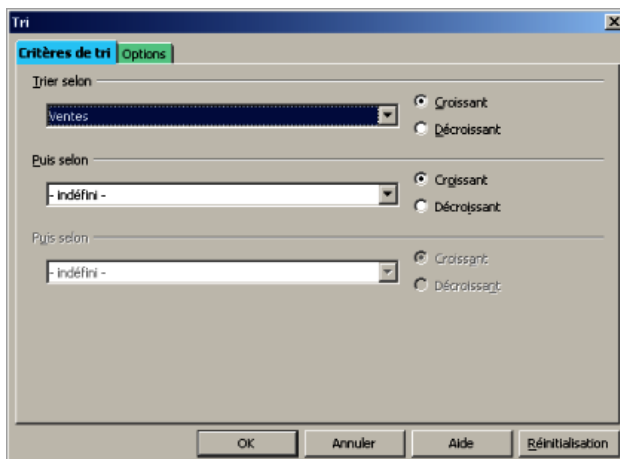 Tri
Critères de tri Options
Trier selon
Ventes
Croissant
Décroissant
Puis selon
- indéfini -
Croissant
Décroissant
Puis selon
- indéfini -
Croissant
Décroissant
OK Annuler Aide Réinitialisation